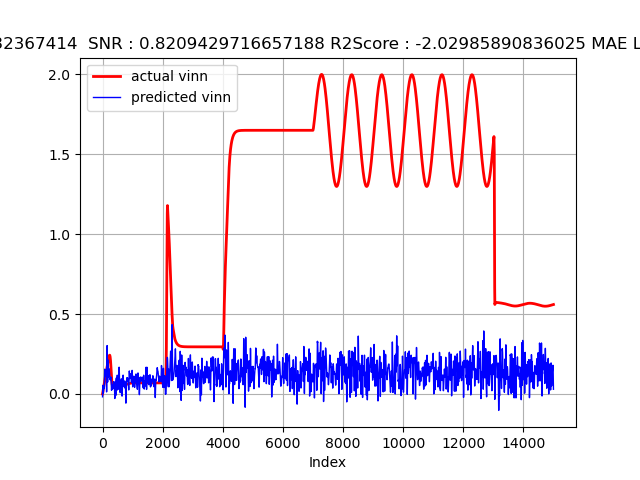 32367414  SNR : 0.8209429716657188 R2Score : -2.02985890836025 MAE L
actual vinn
predicted vinn
2.0
1.5
1.0
0.5
0.0
0 2000 4000 6000 8000 10000 12000 14000
Index